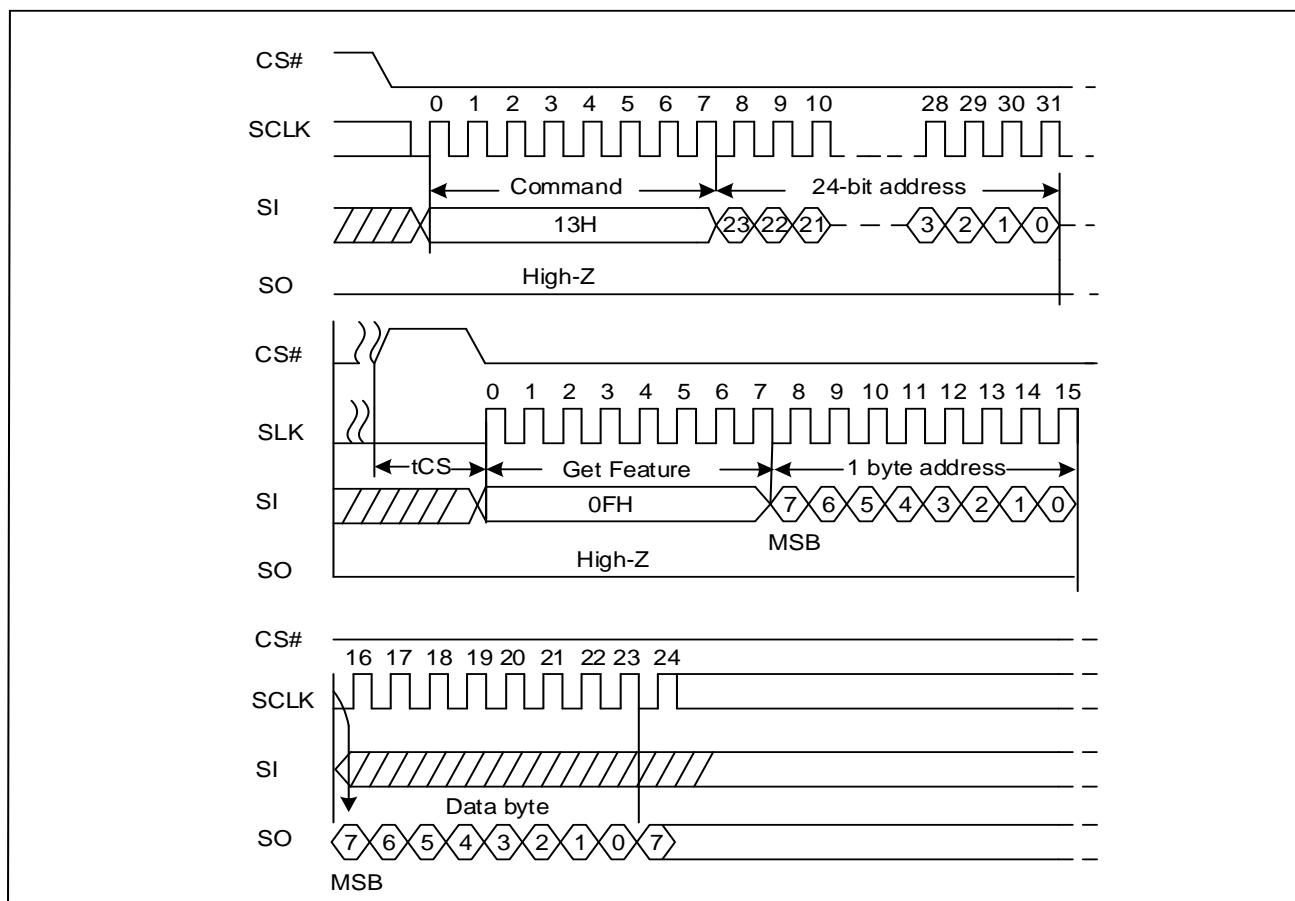 CS#
0 1 2 3 4 5 6 7 8 9 10 28 29 30 31
SCLK
Command 24-bit address
SI 13H 23 22 21 3 2 1 0
High-Z
SO
CS#
0 1 2 3 4 5 6 7 8 9 10 11 12 13 14 15
SLK
tCS Get Feature 1 byte address
SI 0FH 7 6 5 4 3 2 1 0
MSB
High-Z
SO
CS#
16 17 18 19 20 21 22 23 24
SCLK
SI
Data byte
SO 7 6 5 4 3 2 1 0 7
MSB